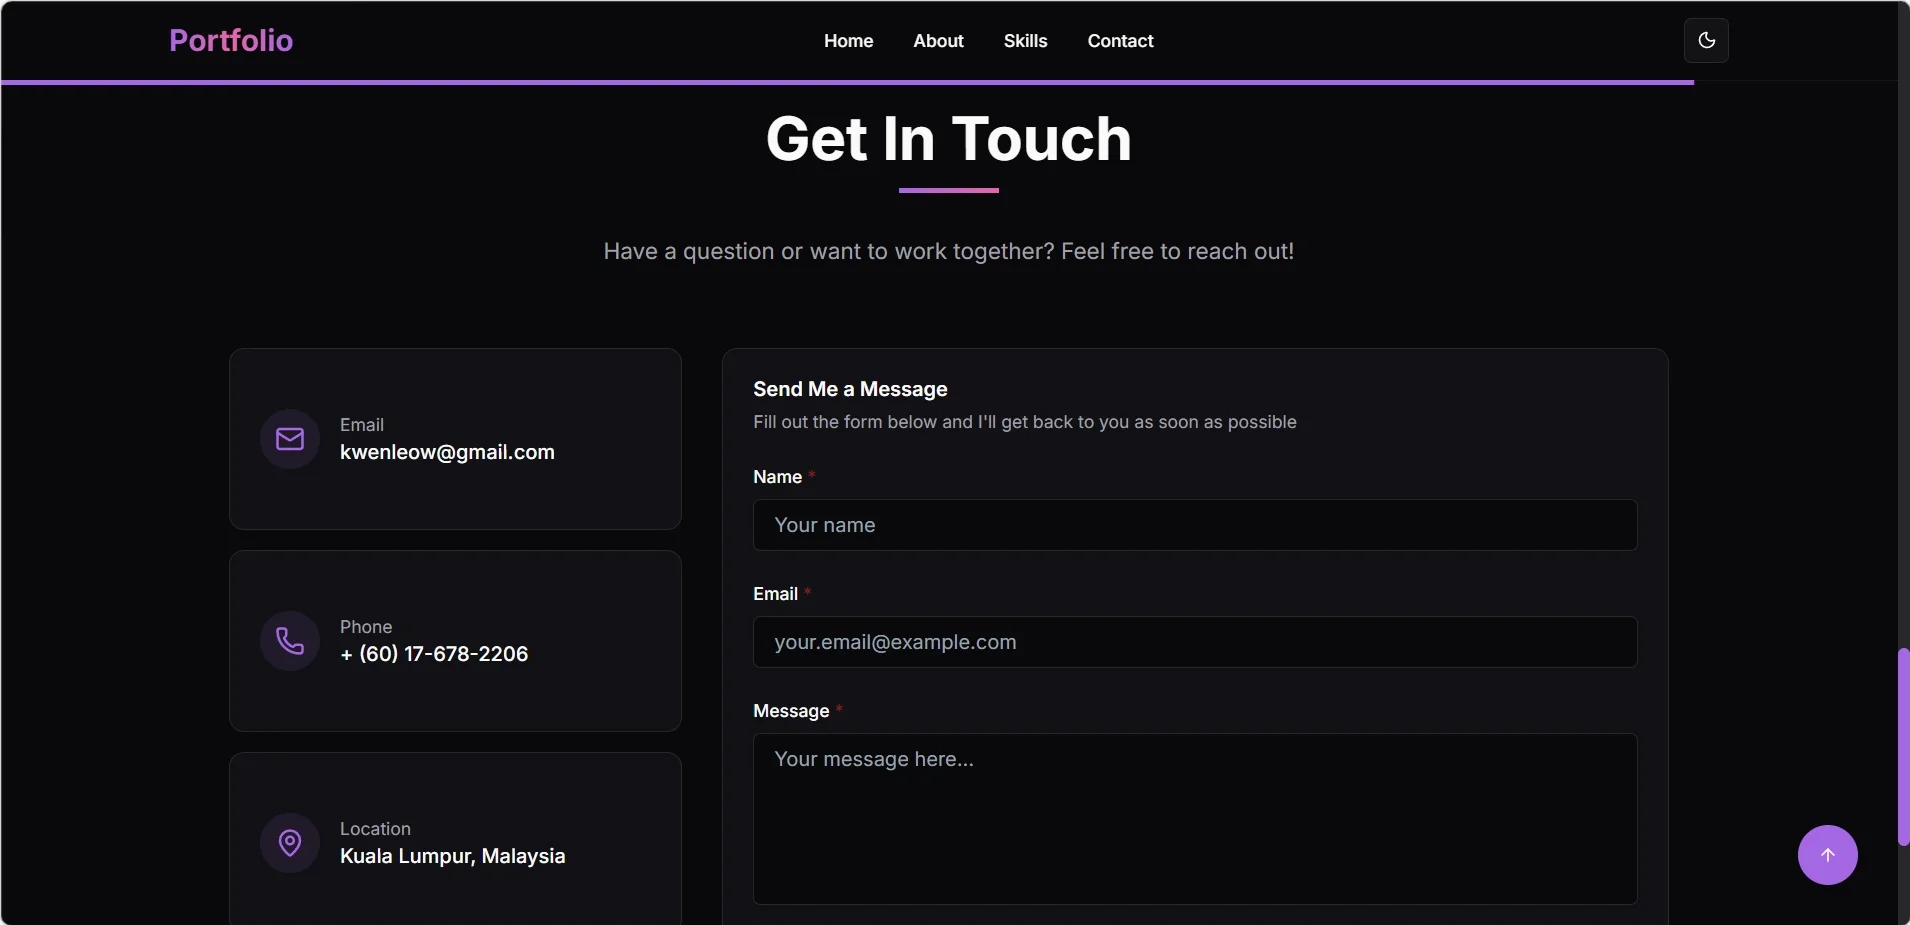 Portfolio
Home
About
Skills
Contact
Get In Touch
Have a question or want to work together? Feel free to reach out!
Email
kwenleow@gmail.com
Phone
+ (60) 17-678-2206
Location
Kuala Lumpur, Malaysia
Send Me a Message
Fill out the form below and I'll get back to you as soon as possible
Name *
Your name
Email *
your.email@example.com
Message *
Your message here...